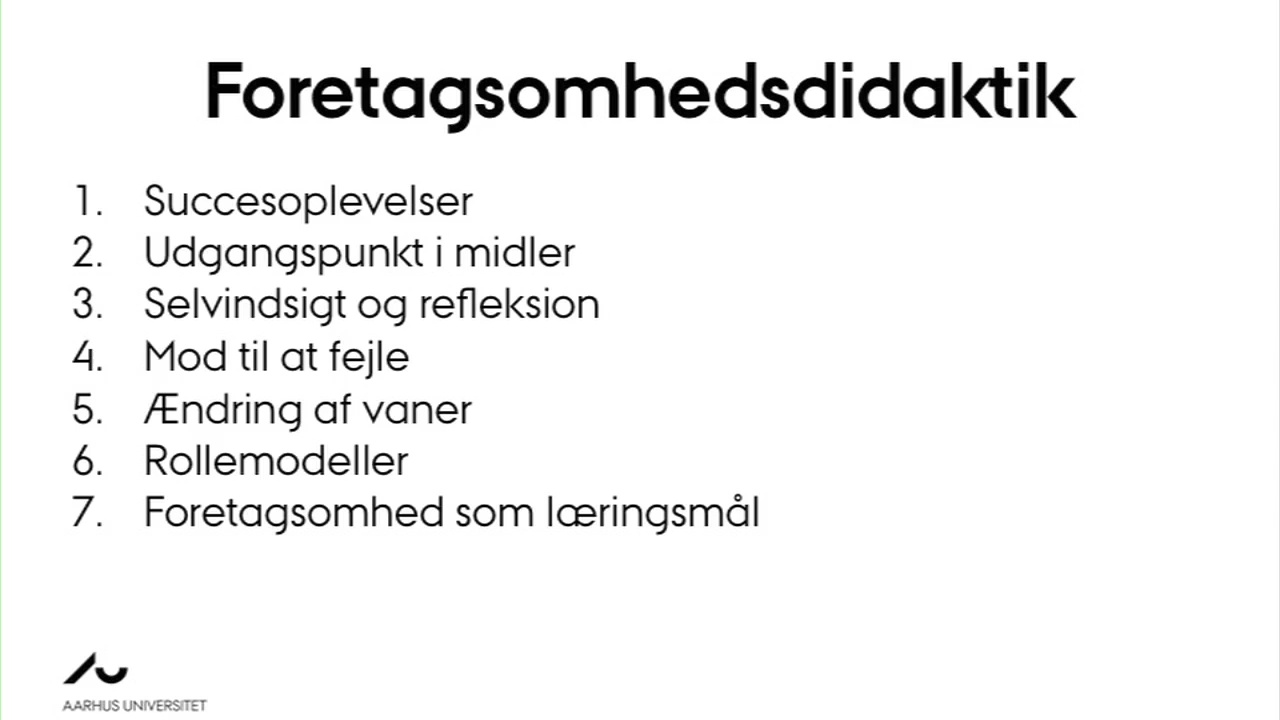 Foretagsomhedsdidaktik
1. Succesoplevelser
2. Udgangspunkt i midler
3. Selvindsigt og refleksion
4. Mod til at fejle
5. Ændring af vaner
6. Rollemodeller
7. Foretagsomhed som læringsmål
AARHUS UNIVERSITET